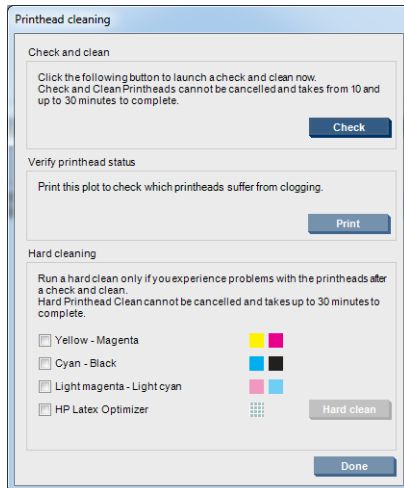 Printhead cleaning
Check and clean
Click the following button to launch a check and clean now.
Check and Clean Printheads cannot be cancelled and takes from 10 and
up to 30 minutes to complete.
Check
Verify printhead status
Print this plot to check which printheads suffer from clogging.
Print
Hard cleaning
Run a hard clean only if you experience problems with the printheads after
a check and clean.
Hard Printhead Clean cannot be cancelled and takes up to 30 minutes to
complete.
Yellow - Magenta
Cyan - Black
Light magenta - Light cyan
HP Latex Optimizer
Hard clean
Done